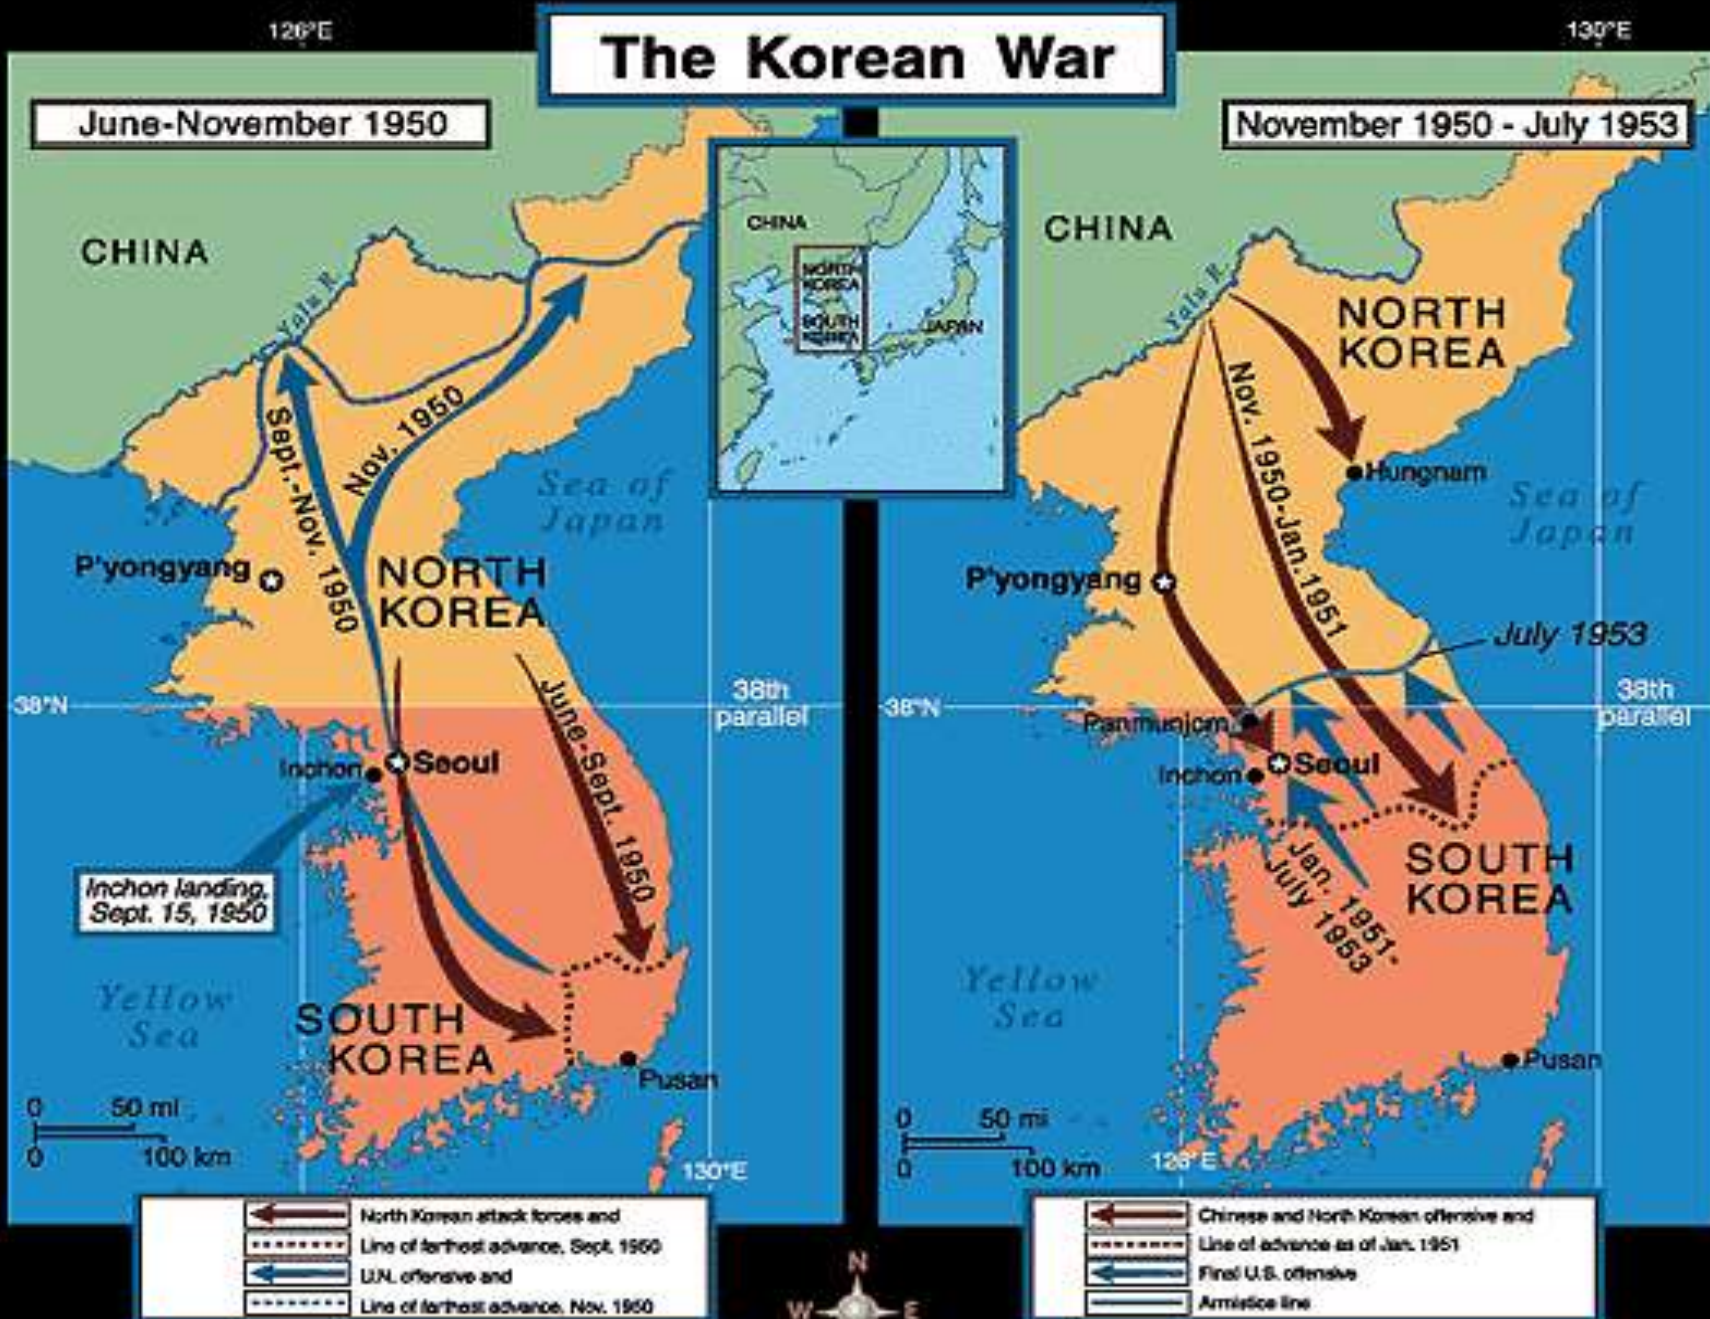 The Korean War
126°E
June-November 1950
CHINA
Yalu R.
Sept.-Nov. 1950
Nov. 1950
Sea of
Japan
P'yongyang
NORTH
KOREA
June-Sept. 1950
38°N
38th
parallel
Inchon
Seoul
Inchon landing,
Sept. 15, 1950
Yellow
Sea
SOUTH
KOREA
Pusan
0 50 mi
0 100 km
130°E
North Korean attack forces and
Line of farthest advance, Sept. 1950
U.N. offensive and
Line of farthest advance, Nov. 1950
CHINA
NORTH
KOREA
SOUTH
KOREA
JAPAN
130°E
November 1950 - July 1953
CHINA
Yalu R.
NORTH
KOREA
Nov. 1950-Jan. 1951
Hungnam
Sea of
Japan
P'yongyang
July 1953
38°N
38th
parallel
Panmunjom
Inchon
Seoul
Jan. 1951-
July 1953
SOUTH
KOREA
Yellow
Sea
Pusan
0 50 mi
0 100 km
126°E
Chinese and North Korean offensive and
Line of advance as of Jan. 1951
Final U.S. offensive
Armistice line
N
W E